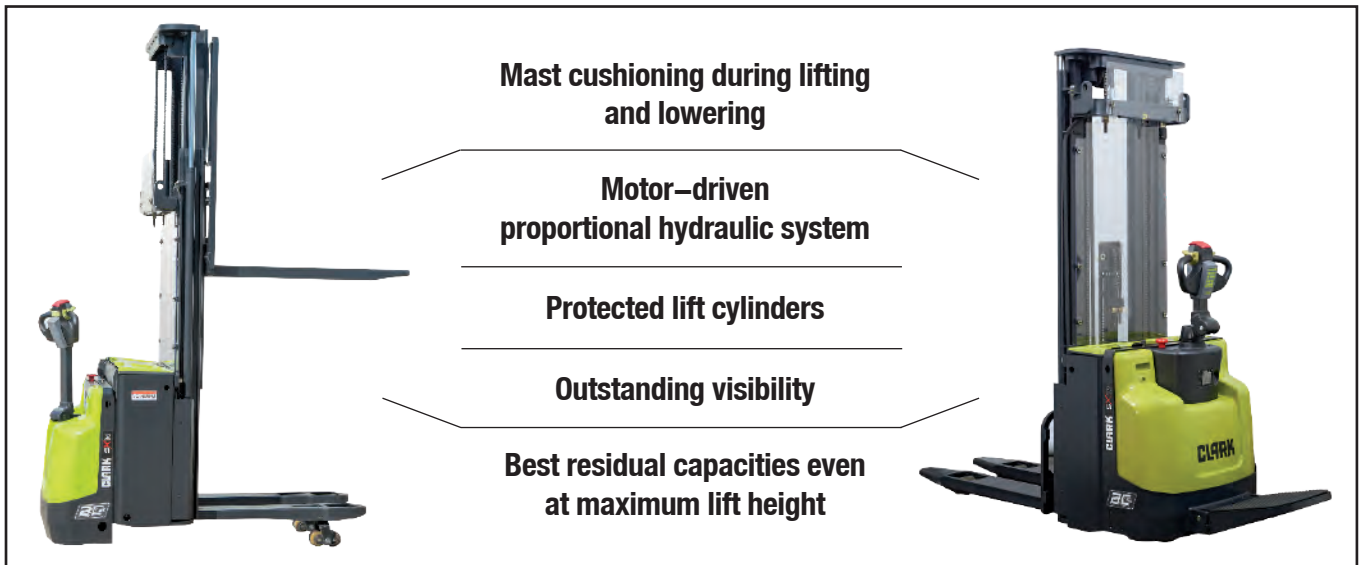 Mast cushioning during lifting
and lowering
Motor–driven
proportional hydraulic system
Protected lift cylinders
Outstanding visibility
Best residual capacities even
at maximum lift height
CLARK
CLARK
CLARK